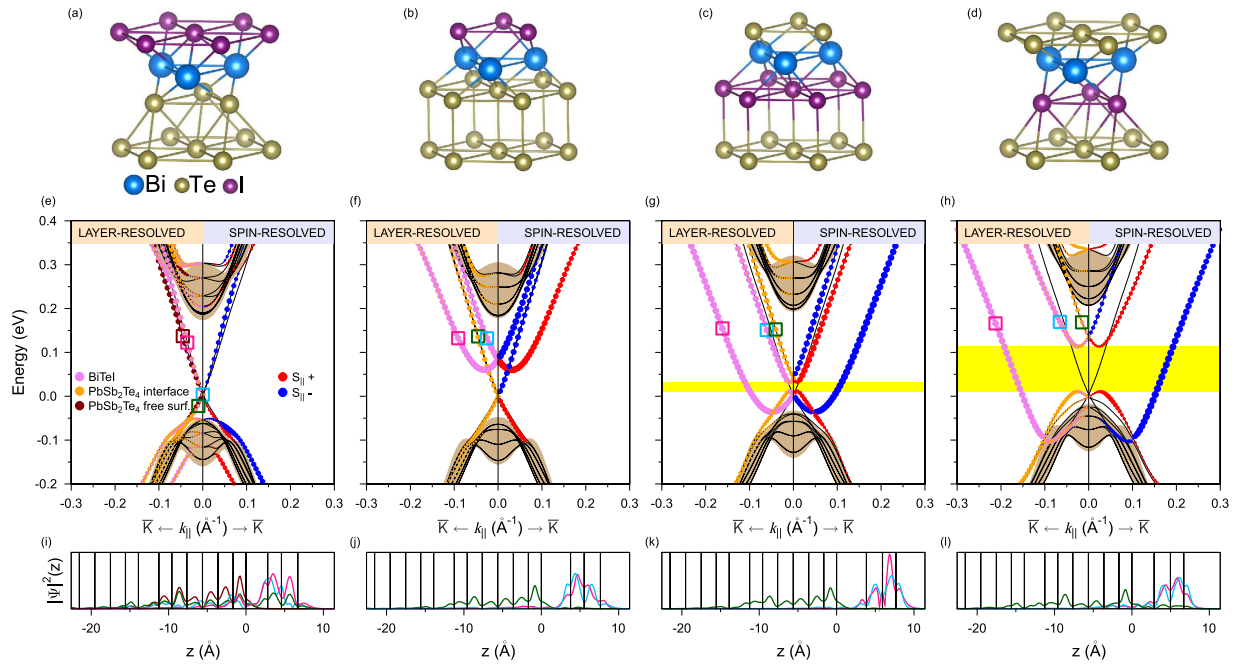 (a) (b) (c) (d)
Bi Te I
(e) (f) (g) (h)
LAYER-RESOLVED SPIN-RESOLVED LAYER-RESOLVED SPIN-RESOLVED LAYER-RESOLVED SPIN-RESOLVED LAYER-RESOLVED SPIN-RESOLVED
Energy (eV)
0.4
0.3
0.2
0.1
0.0
-0.1
-0.2
BiTeI
PbSb₂Te₄ interface
PbSb₂Te₄ free surf.
S|| +
S|| -
-0.3 -0.2 -0.1 0.0 0.1 0.2 0.3 -0.3 -0.2 -0.1 0.0 0.1 0.2 0.3 -0.3 -0.2 -0.1 0.0 0.1 0.2 0.3 -0.3 -0.2 -0.1 0.0 0.1 0.2 0.3
K̅ ← k|| (Å⁻¹) → K̅ K̅ ← k|| (Å⁻¹) → K̅ K̅ ← k|| (Å⁻¹) → K̅ K̅ ← k|| (Å⁻¹) → K̅
(i) (j) (k) (l)
|Ψ|²(z)
-20 -10 0 10 -20 -10 0 10 -20 -10 0 10 -20 -10 0 10
z (Å) z (Å) z (Å) z (Å)